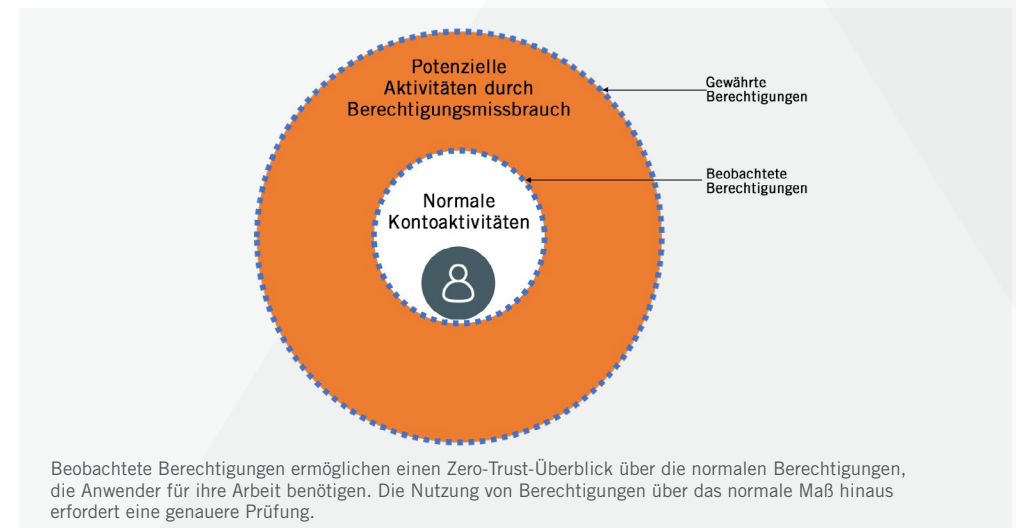 Potenzielle
Aktivitäten durch
Berechtigungsmissbrauch
Gewährte
Berechtigungen
Beobachtete
Berechtigungen
Normale
Kontoaktivitäten
Beobachtete Berechtigungen ermöglichen einen Zero-Trust-Überblick über die normalen Berechtigungen,
die Anwender für ihre Arbeit benötigen. Die Nutzung von Berechtigungen über das normale Maß hinaus
erfordert eine genauere Prüfung.